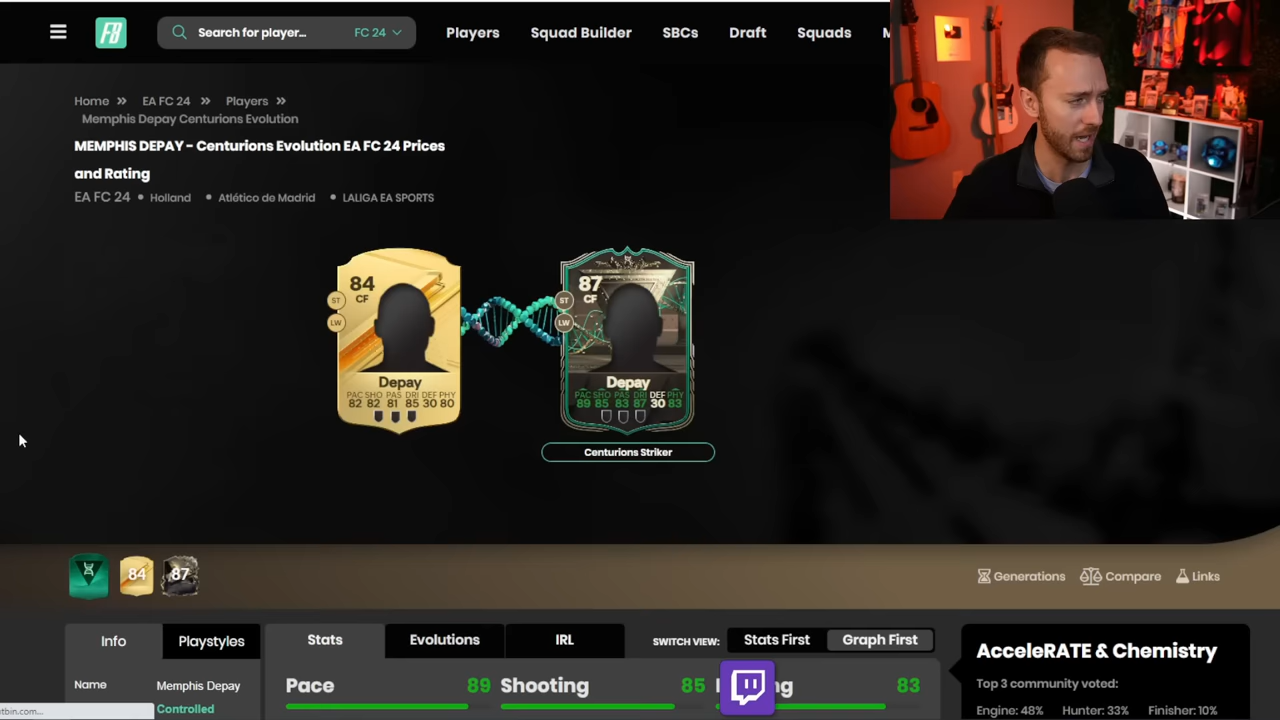 FB
Search for player...
FC 24
Players
Squad Builder
SBCs
Draft
Squads
Home » EA FC 24 » Players »
Memphis Depay Centurions Evolution
MEMPHIS DEPAY - Centurions Evolution EA FC 24 Prices
and Rating
EA FC 24 • Holland • Atlético de Madrid • LALIGA EA SPORTS
84
CF
ST
LW
Depay
PAC SHO PAS DRI DEF PHY
82 82 81 85 30 80
87
CF
ST
LW
Depay
PAC SHO PAS DRI DEF PHY
89 85 83 87 30 83
Centurions Striker
84
87
Generations
Compare
Links
Info
Playstyles
Stats
Evolutions
IRL
SWITCH VIEW:
Stats First
Graph First
AcceleRATE & Chemistry
Top 3 community voted:
Engine: 48% Hunter: 33% Finisher: 10%
Name
Memphis Depay
Controlled
Pace
89
Shooting
85
83